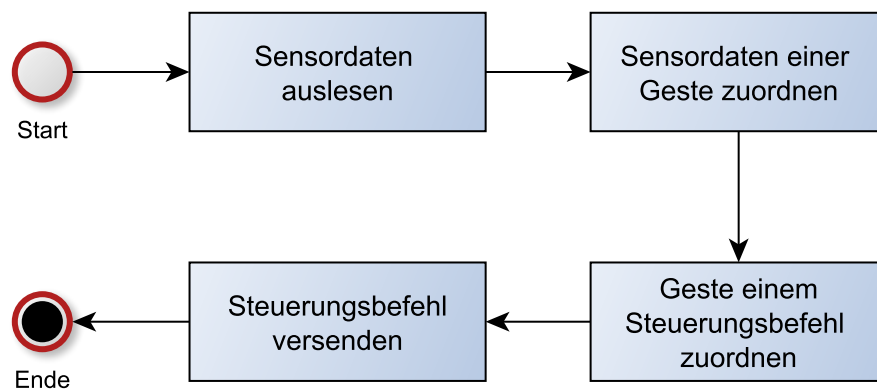 Start
Sensordaten
auslesen
Sensordaten einer
Geste zuordnen
Geste einem
Steuerungsbefehl
zuordnen
Steuerungsbefehl
versenden
Ende